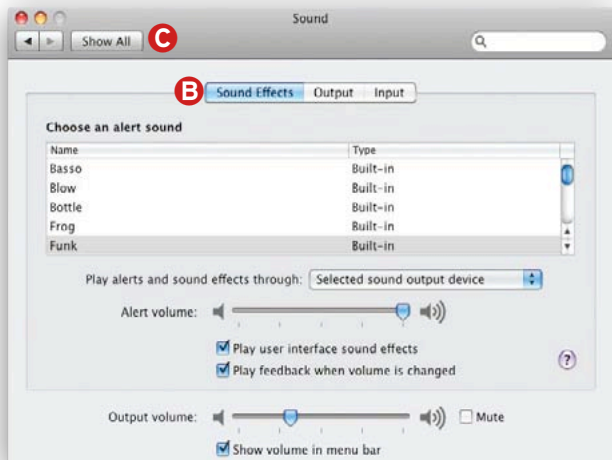 Sound
Show All C
B Sound Effects Output Input
Choose an alert sound
Name Type
Basso Built-in
Blow Built-in
Bottle Built-in
Frog Built-in
Funk Built-in
Play alerts and sound effects through: Selected sound output device
Alert volume:
Play user interface sound effects
Play feedback when volume is changed
?
Output volume: Mute
Show volume in menu bar